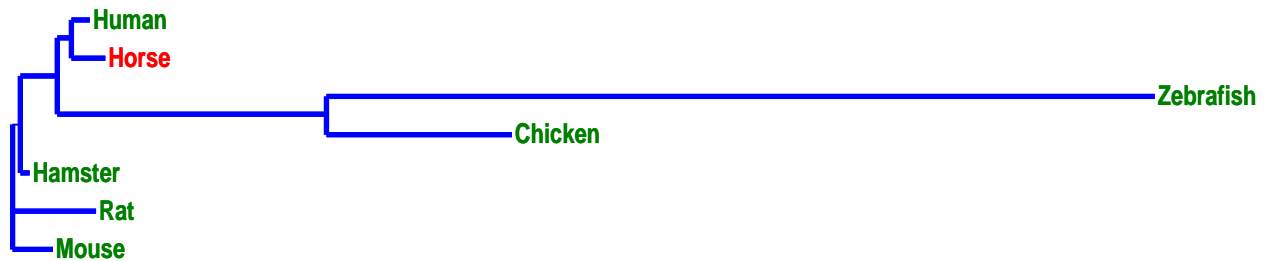 Human
Horse
Zebrafish
Chicken
Hamster
Rat
Mouse